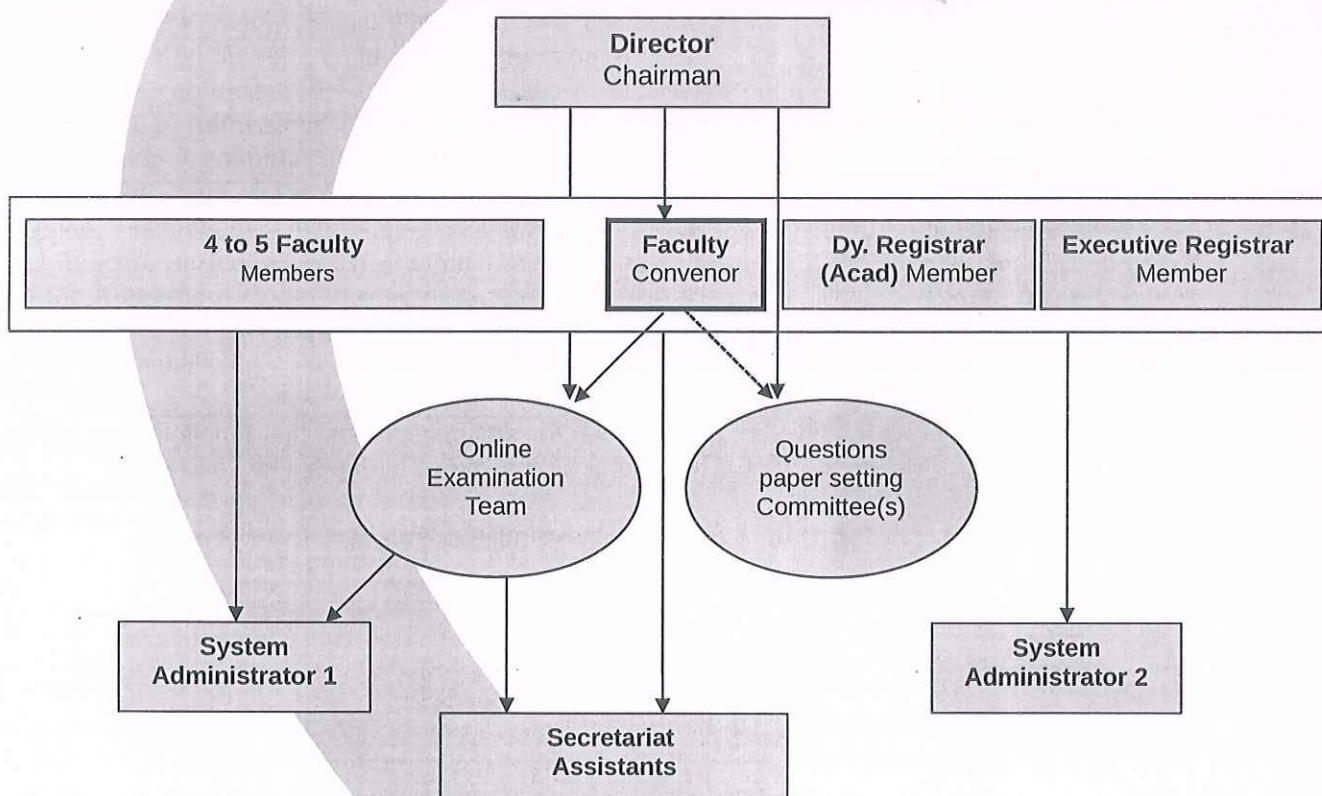 Director
Chairman
4 to 5 Faculty
Members
Faculty
Convenor
Dy. Registrar
(Acad) Member
Executive Registrar
Member
Online
Examination
Team
Questions
paper setting
Committee(s)
System
Administrator 1
System
Administrator 2
Secretariat
Assistants